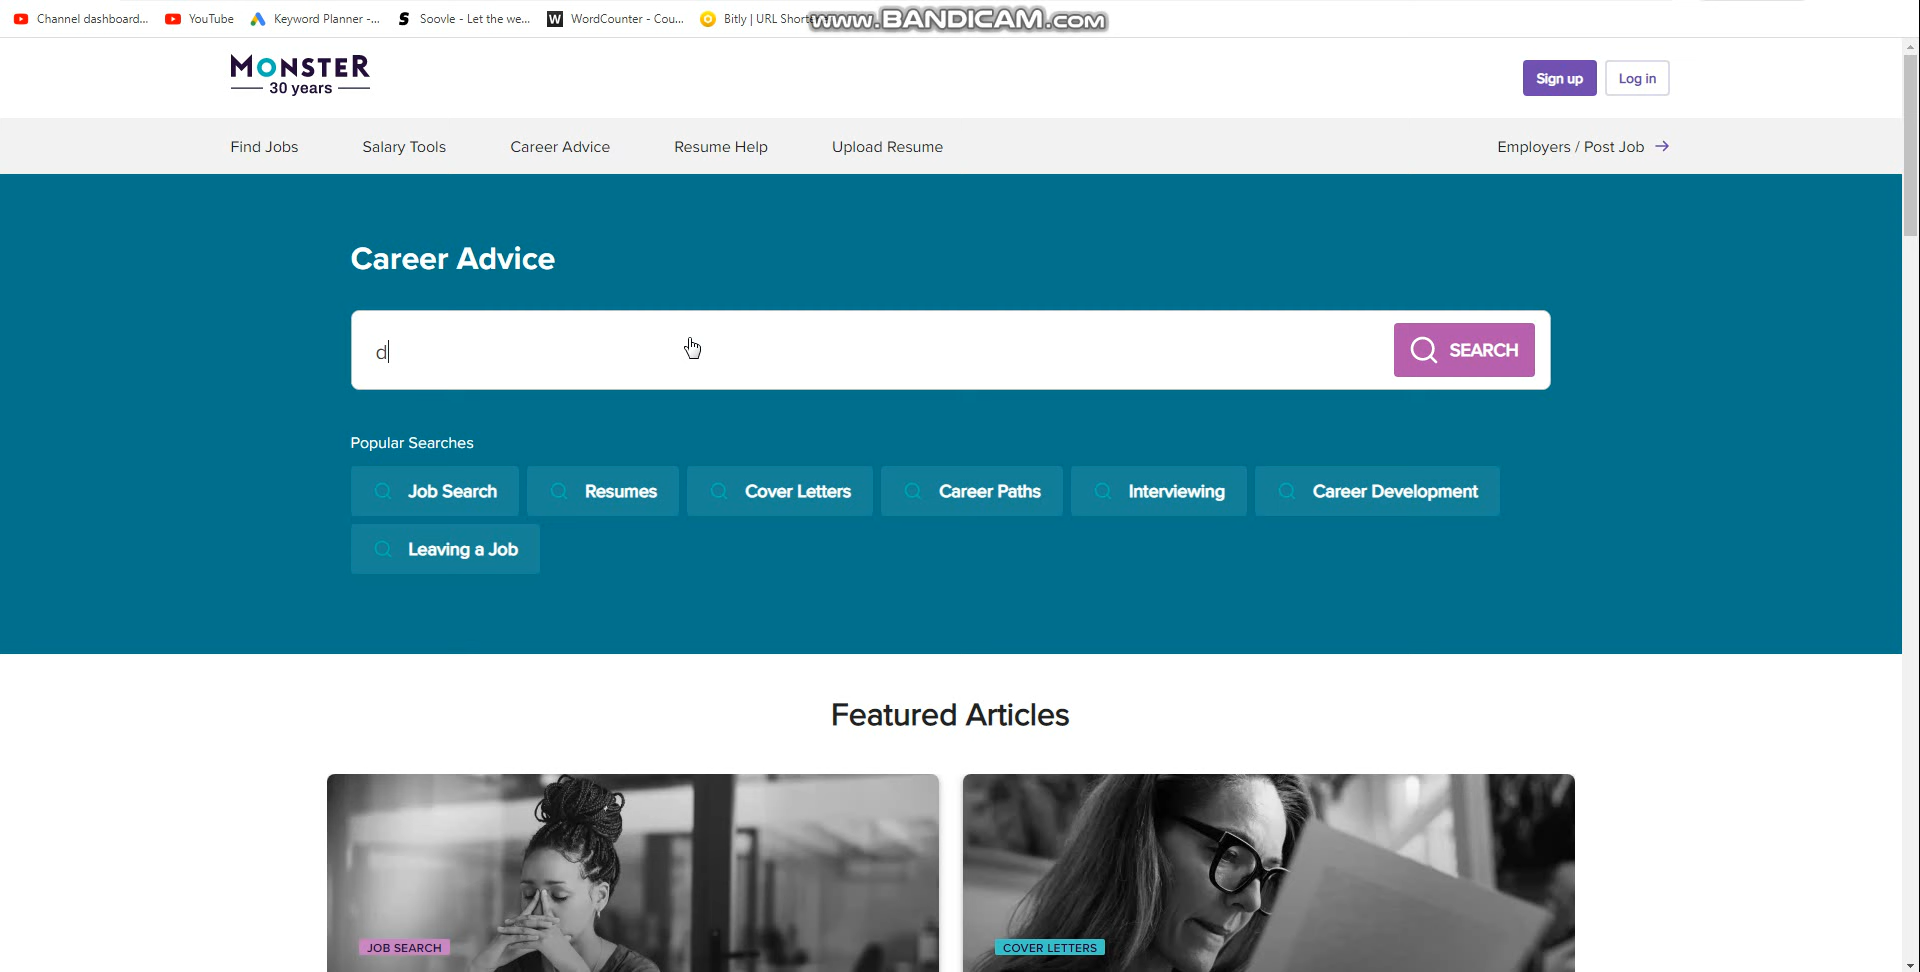 Channel dashboard... YouTube Keyword Planner -... Soovle - Let the we... W WordCounter - Cou... Bitly | URL Shorte
www.BANDICAM.com
MONSTER
30 years
Sign up Log in
Find Jobs Salary Tools Career Advice Resume Help Upload Resume Employers / Post Job
Career Advice
d
SEARCH
Popular Searches
Job Search Resumes Cover Letters Career Paths Interviewing Career Development
Leaving a Job
Featured Articles
JOB SEARCH COVER LETTERS